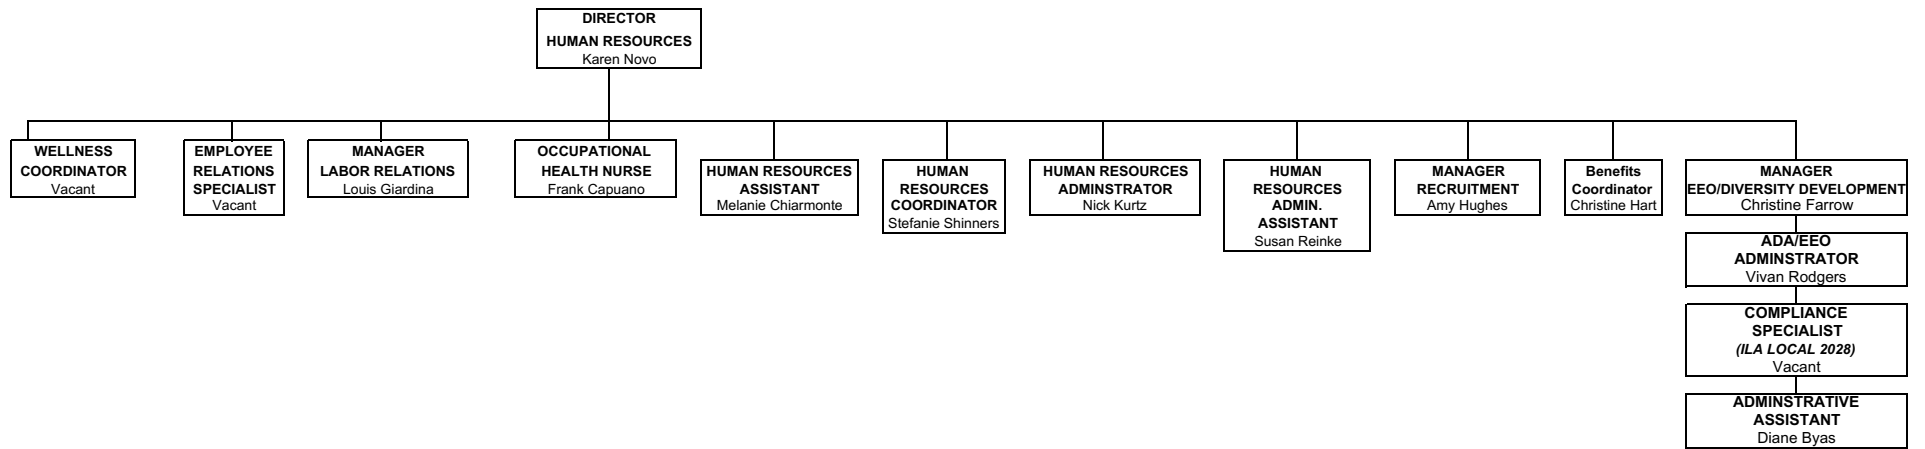 DIRECTOR
HUMAN RESOURCES
Karen Novo
WELLNESS
COORDINATOR
Vacant
EMPLOYEE
RELATIONS
SPECIALIST
Vacant
MANAGER
LABOR RELATIONS
Louis Giardina
OCCUPATIONAL
HEALTH NURSE
Frank Capuano
HUMAN RESOURCES
ASSISTANT
Melanie Chiarmonte
HUMAN
RESOURCES
COORDINATOR
Stefanie Shinners
HUMAN RESOURCES
ADMINSTRATOR
Nick Kurtz
HUMAN
RESOURCES
ADMIN.
ASSISTANT
Susan Reinke
MANAGER
RECRUITMENT
Amy Hughes
Benefits
Coordinator
Christine Hart
MANAGER
EEO/DIVERSITY DEVELOPMENT
Christine Farrow
ADA/EEO
ADMINSTRATOR
Vivan Rodgers
COMPLIANCE
SPECIALIST
(ILA LOCAL 2028)
Vacant
ADMINSTRATIVE
ASSISTANT
Diane Byas